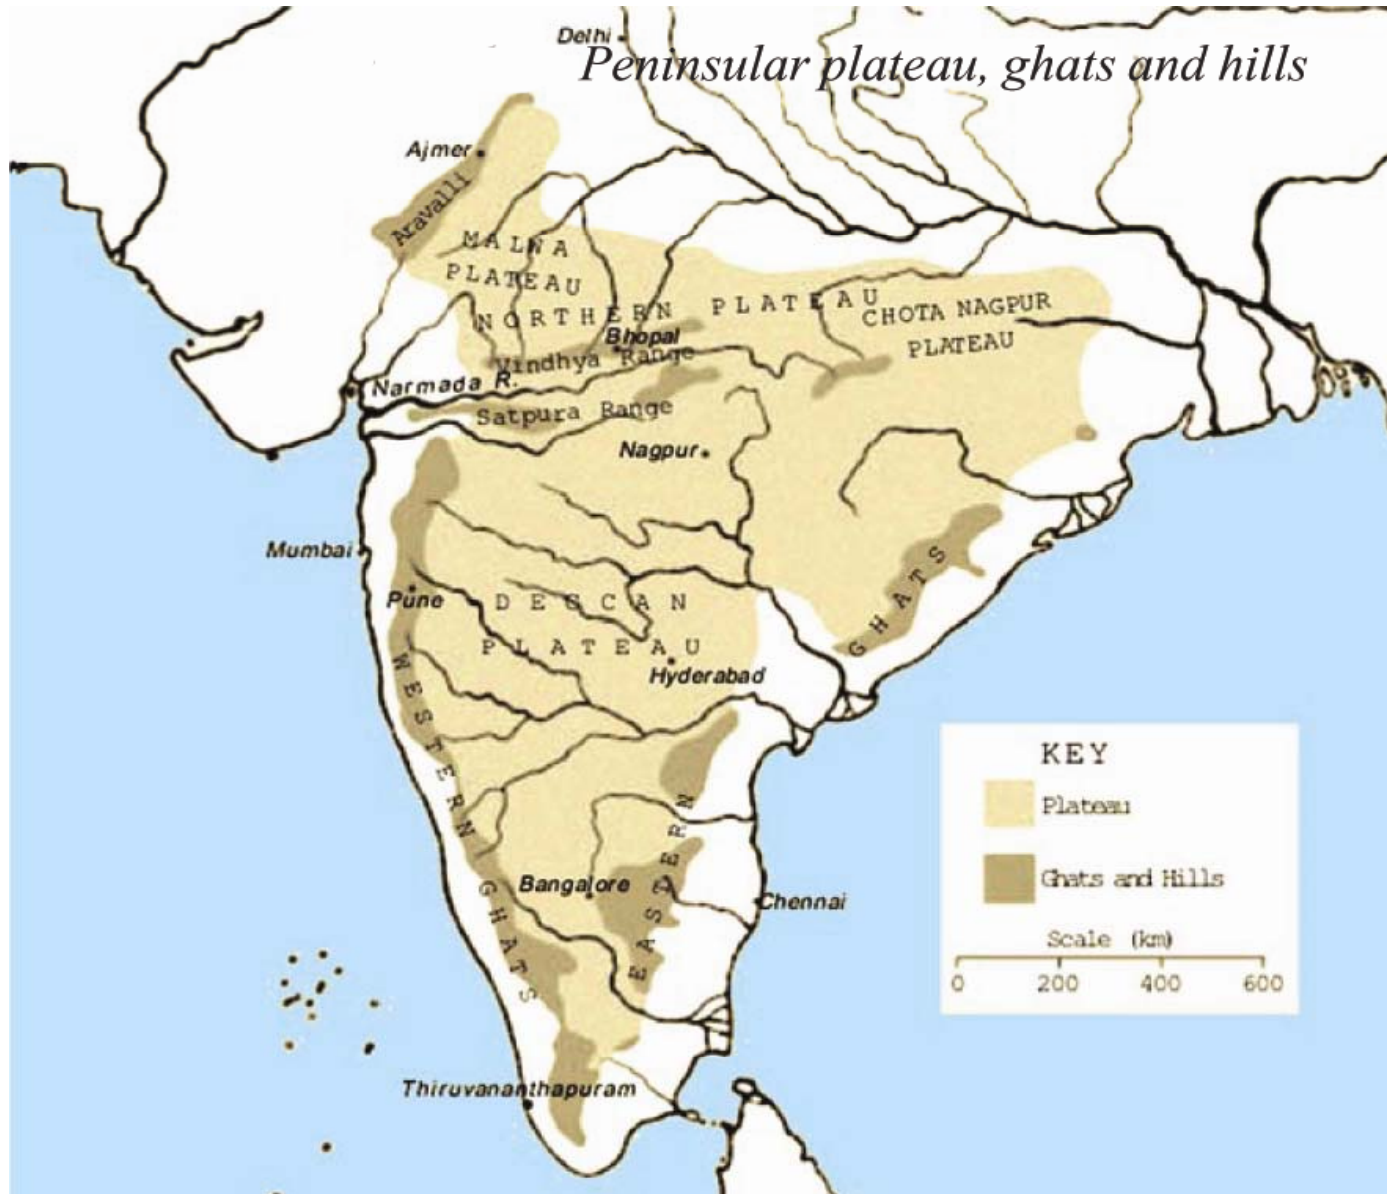 Delhi
Peninsular plateau, ghats and hills
Ajmer
Aravalli
MALWA
PLATEAU
NORTHERN PLATEAU
CHOTA NAGPUR
PLATEAU
Bhopal
Vindhya Range
Narmada R.
Satpura Range
Nagpur
Mumbai
Pune
DECCAN
PLATEAU
Hyderabad
WESTERN GHATS
EASTERN
GHATS
Bangalore
Chennai
Thiruvananthapuram
KEY
Plateau
Ghats and Hills
Scale (km)
0 200 400 600